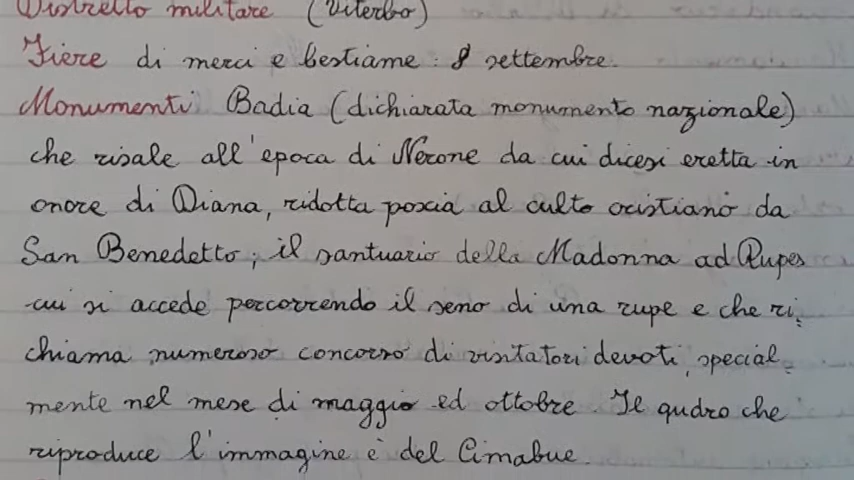 Distretto militare (Viterbo)
Fiere di merci e bestiame: 8 settembre.
Monumenti Badia (dichiarata monumento nazionale)
che risale all'epoca di Nerone da cui dicesi eretta in
onore di Diana, ridotta poscia al culto cristiano da
San Benedetto; il santuario della Madonna ad Rupes
cui si accede percorrendo il seno di una rupe e che ri=
chiama numeroso concorso di visitatori devoti, special=
mente nel mese di maggio ed ottobre. Il qudro che
riproduce l'immagine è del Cimabue.